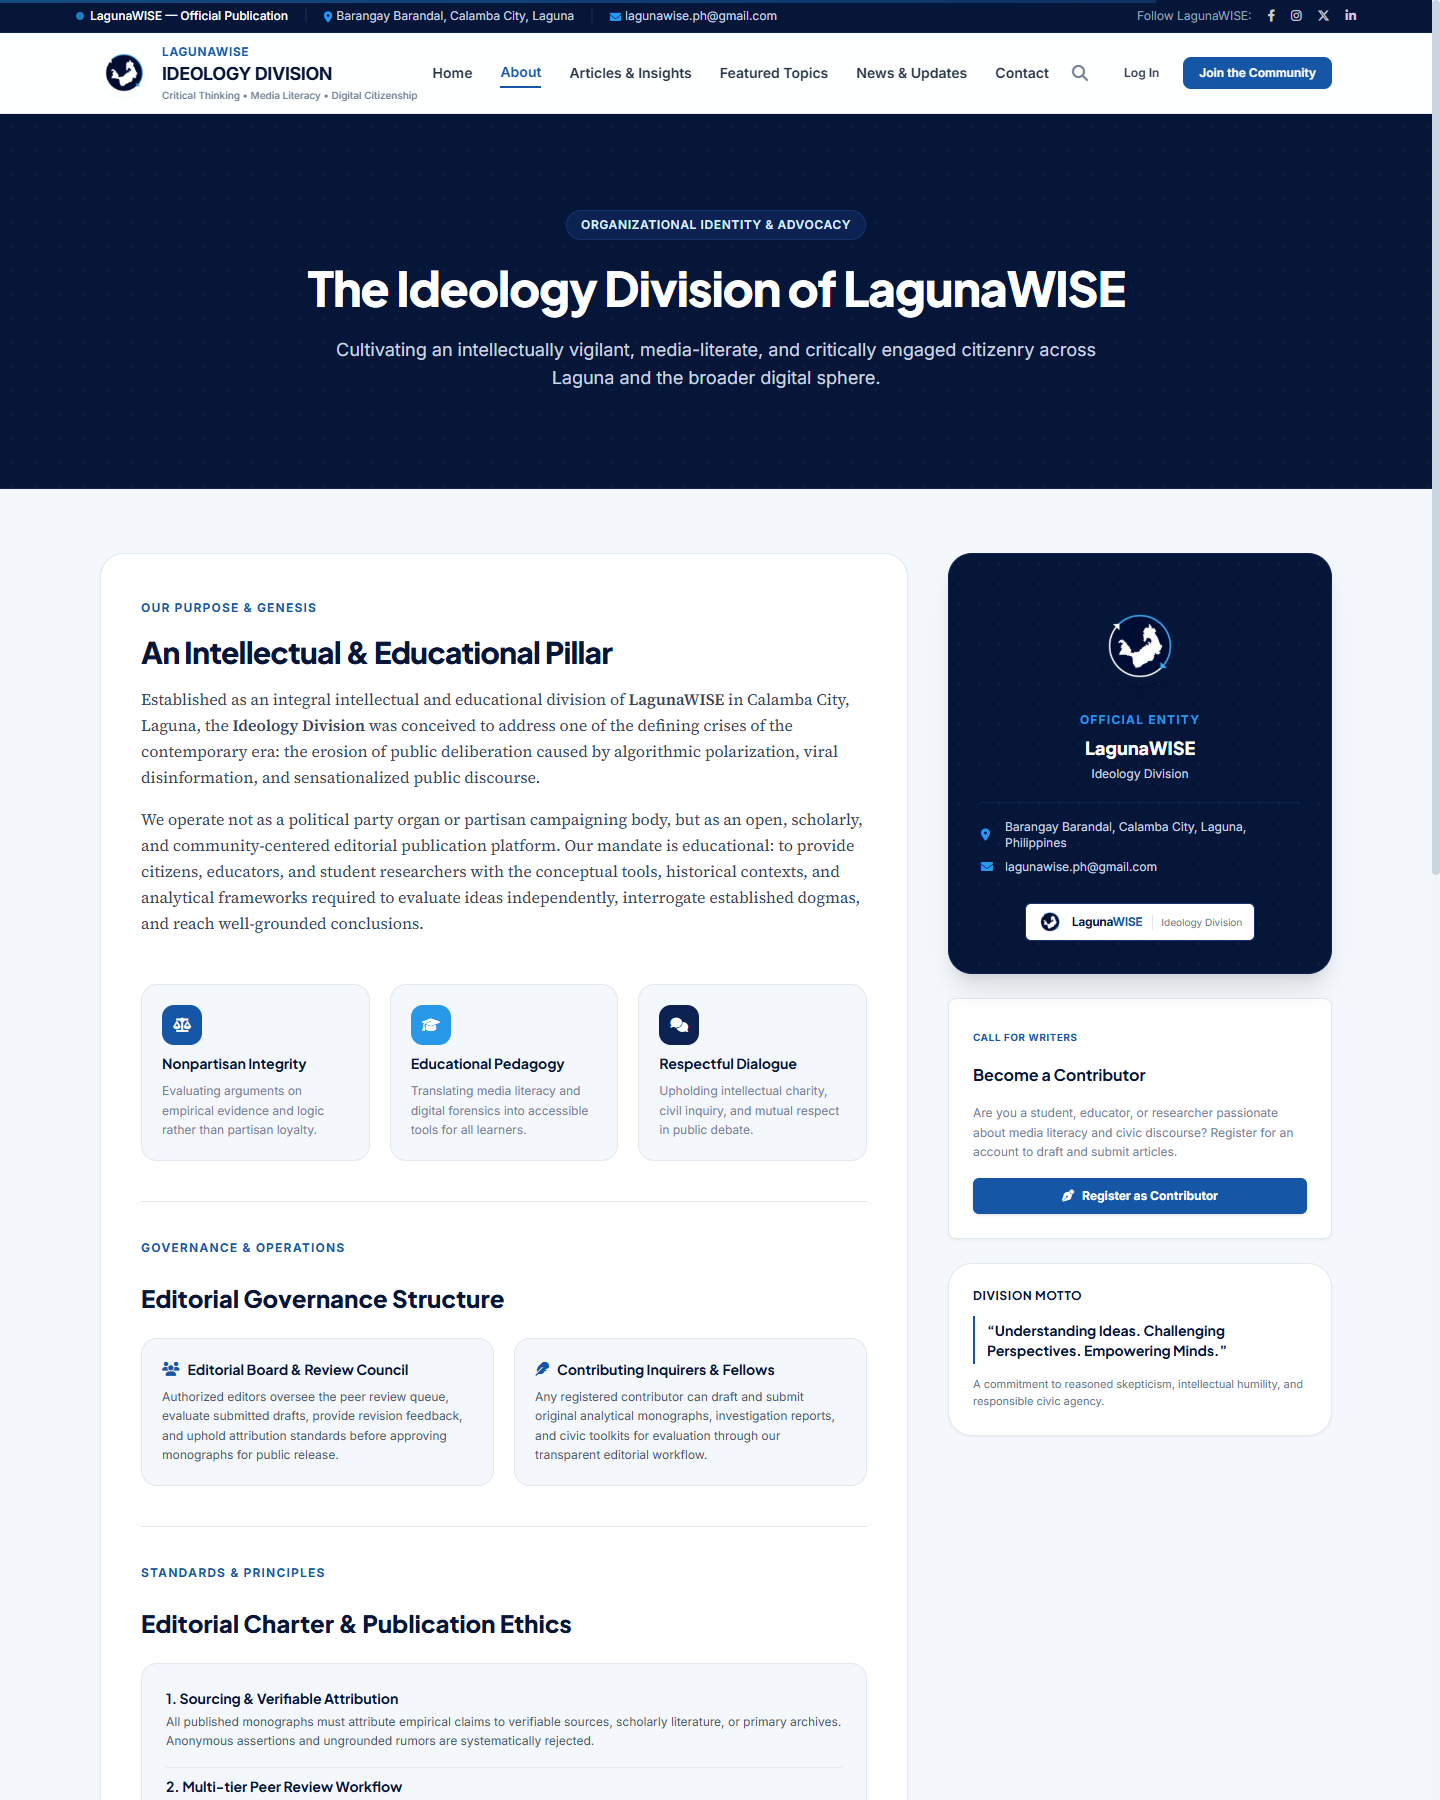 LagunaWISE — Official Publication
Barangay Barandal, Calamba City, Laguna
lagunawise.ph@gmail.com
Follow LagunaWISE:
LAGUNAWISE
IDEOLOGY DIVISION
Critical Thinking • Media Literacy • Digital Citizenship
Home
About
Articles & Insights
Featured Topics
News & Updates
Contact
Log In
Join the Community
ORGANIZATIONAL IDENTITY & ADVOCACY
The Ideology Division of LagunaWISE
Cultivating an intellectually vigilant, media-literate, and critically engaged citizenry across
Laguna and the broader digital sphere.
OUR PURPOSE & GENESIS
An Intellectual & Educational Pillar
Established as an integral intellectual and educational division of LagunaWISE in Calamba City,
Laguna, the Ideology Division was conceived to address one of the defining crises of the
contemporary era: the erosion of public deliberation caused by algorithmic polarization, viral
disinformation, and sensationalized public discourse.
We operate not as a political party organ or partisan campaigning body, but as an open, scholarly,
and community-centered editorial publication platform. Our mandate is educational: to provide
citizens, educators, and student researchers with the conceptual tools, historical contexts, and
analytical frameworks required to evaluate ideas independently, interrogate established dogmas,
and reach well-grounded conclusions.
Nonpartisan Integrity
Evaluating arguments on
empirical evidence and logic
rather than partisan loyalty.
Educational Pedagogy
Translating media literacy and
digital forensics into accessible
tools for all learners.
Respectful Dialogue
Upholding intellectual charity,
civil inquiry, and mutual respect
in public debate.
GOVERNANCE & OPERATIONS
Editorial Governance Structure
Editorial Board & Review Council
Authorized editors oversee the peer review queue,
evaluate submitted drafts, provide revision feedback,
and uphold attribution standards before approving
monographs for public release.
Contributing Inquirers & Fellows
Any registered contributor can draft and submit
original analytical monographs, investigation reports,
and civic toolkits for evaluation through our
transparent editorial workflow.
STANDARDS & PRINCIPLES
Editorial Charter & Publication Ethics
1. Sourcing & Verifiable Attribution
All published monographs must attribute empirical claims to verifiable sources, scholarly literature, or primary archives.
Anonymous assertions and ungrounded rumors are systematically rejected.
2. Multi-tier Peer Review Workflow
OFFICIAL ENTITY
LagunaWISE
Ideology Division
Barangay Barandal, Calamba City, Laguna,
Philippines
lagunawise.ph@gmail.com
LagunaWISE
Ideology Division
CALL FOR WRITERS
Become a Contributor
Are you a student, educator, or researcher passionate
about media literacy and civic discourse? Register for an
account to draft and submit articles.
Register as Contributor
DIVISION MOTTO
“Understanding Ideas. Challenging
Perspectives. Empowering Minds.”
A commitment to reasoned skepticism, intellectual humility, and
responsible civic agency.